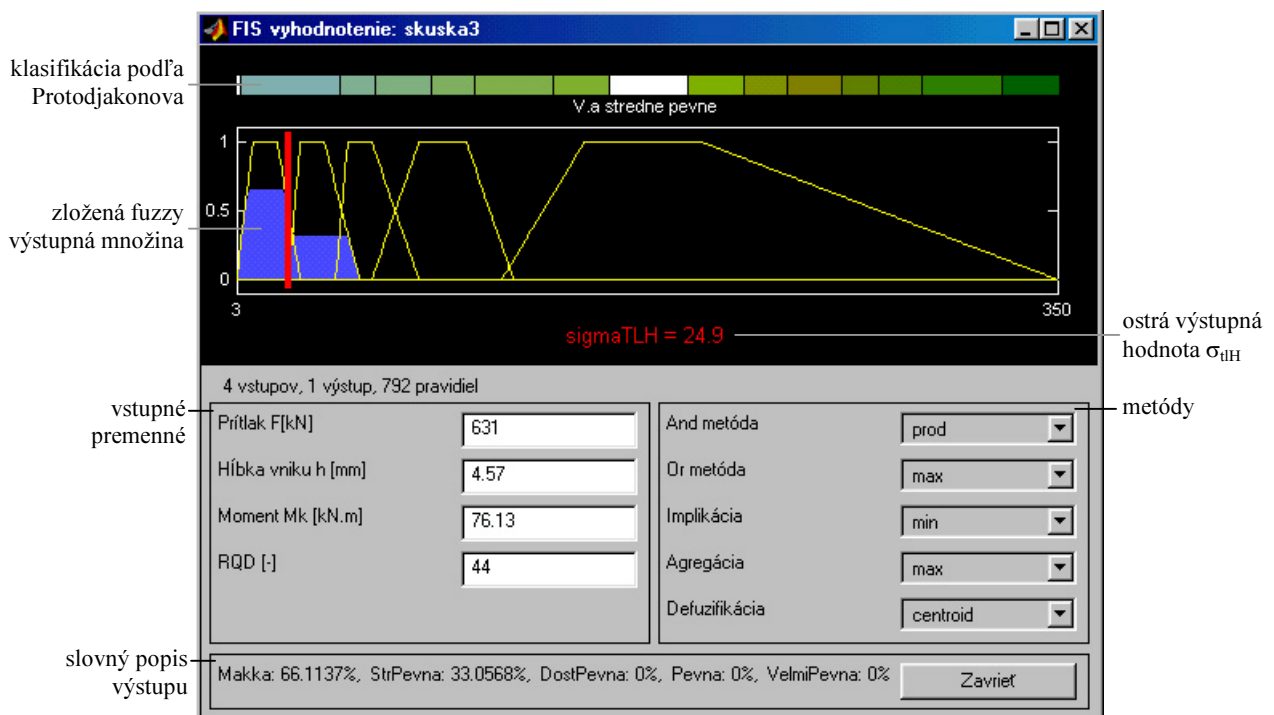 FIS vyhodnotenie: skuska3
klasifikácia podľa
Protodjakonova
V.a stredne pevne
1
0.5
0
zložená fuzzy
výstupná množina
3
350
sigmaTLH = 24.9
ostrá výstupná
hodnota σtlH
4 vstupov, 1 výstup, 792 pravidiel
vstupné
premenné
Prítlak F[kN]
631
Hĺbka vniku h [mm]
4.57
Moment Mk [kN.m]
76.13
RQD [-]
44
And metóda
prod
Or metóda
max
Implikácia
min
Agregácia
max
Defuzifikácia
centroid
metódy
slovný popis
výstupu
Makka: 66.1137%, StrPevna: 33.0568%, DostPevna: 0%, Pevna: 0%, VelmiPevna: 0%
Zavrieť